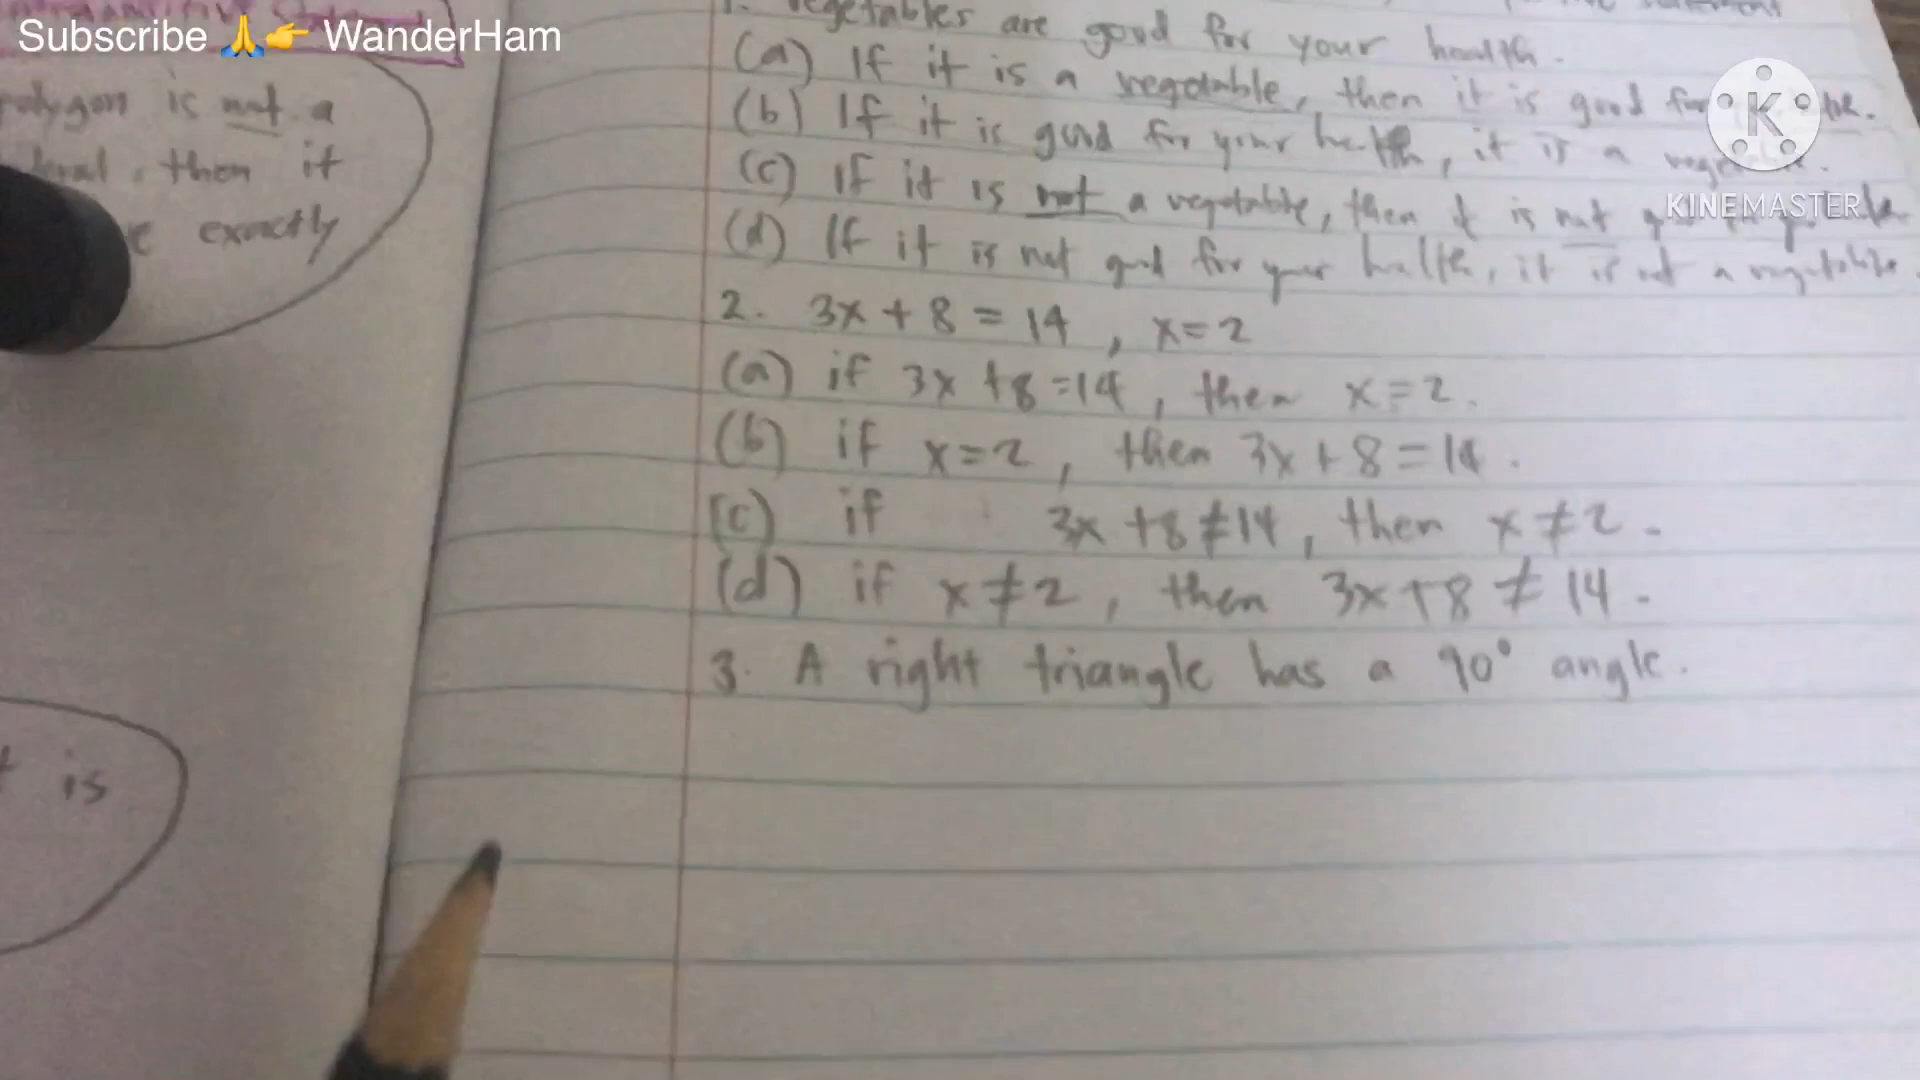 Subscribe 🙏👉 WanderHam
polygon is not a
then it
exactly
is
1. Vegetables are good for your health.
(a) If it is a vegetable, then it is good for
(b) If it is good for your health, it is a
(c) If it is not a vegetable, then it is not
(d) If it is not good for your health, it is not a vegetable
2. 3x + 8 = 14 , x = 2
(a) if 3x + 8 = 14 , then x = 2 .
(b) if x = 2 , then 3x + 8 = 14 .
(c) if 3x + 8 ≠ 14 , then x ≠ 2 .
(d) if x ≠ 2 , then 3x + 8 ≠ 14 .
3. A right triangle has a 90° angle.
K
KINEMASTER